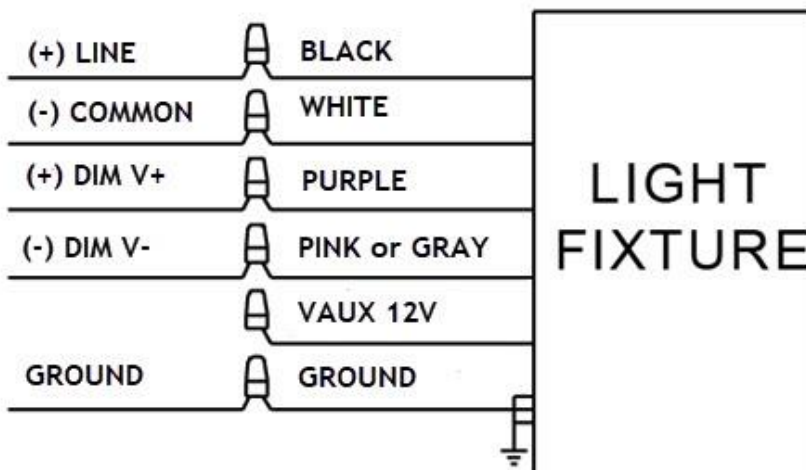 (+) LINE BLACK
(-) COMMON WHITE
(+) DIM V+ PURPLE
(-) DIM V- PINK or GRAY
VAUX 12V
GROUND GROUND
LIGHT
FIXTURE